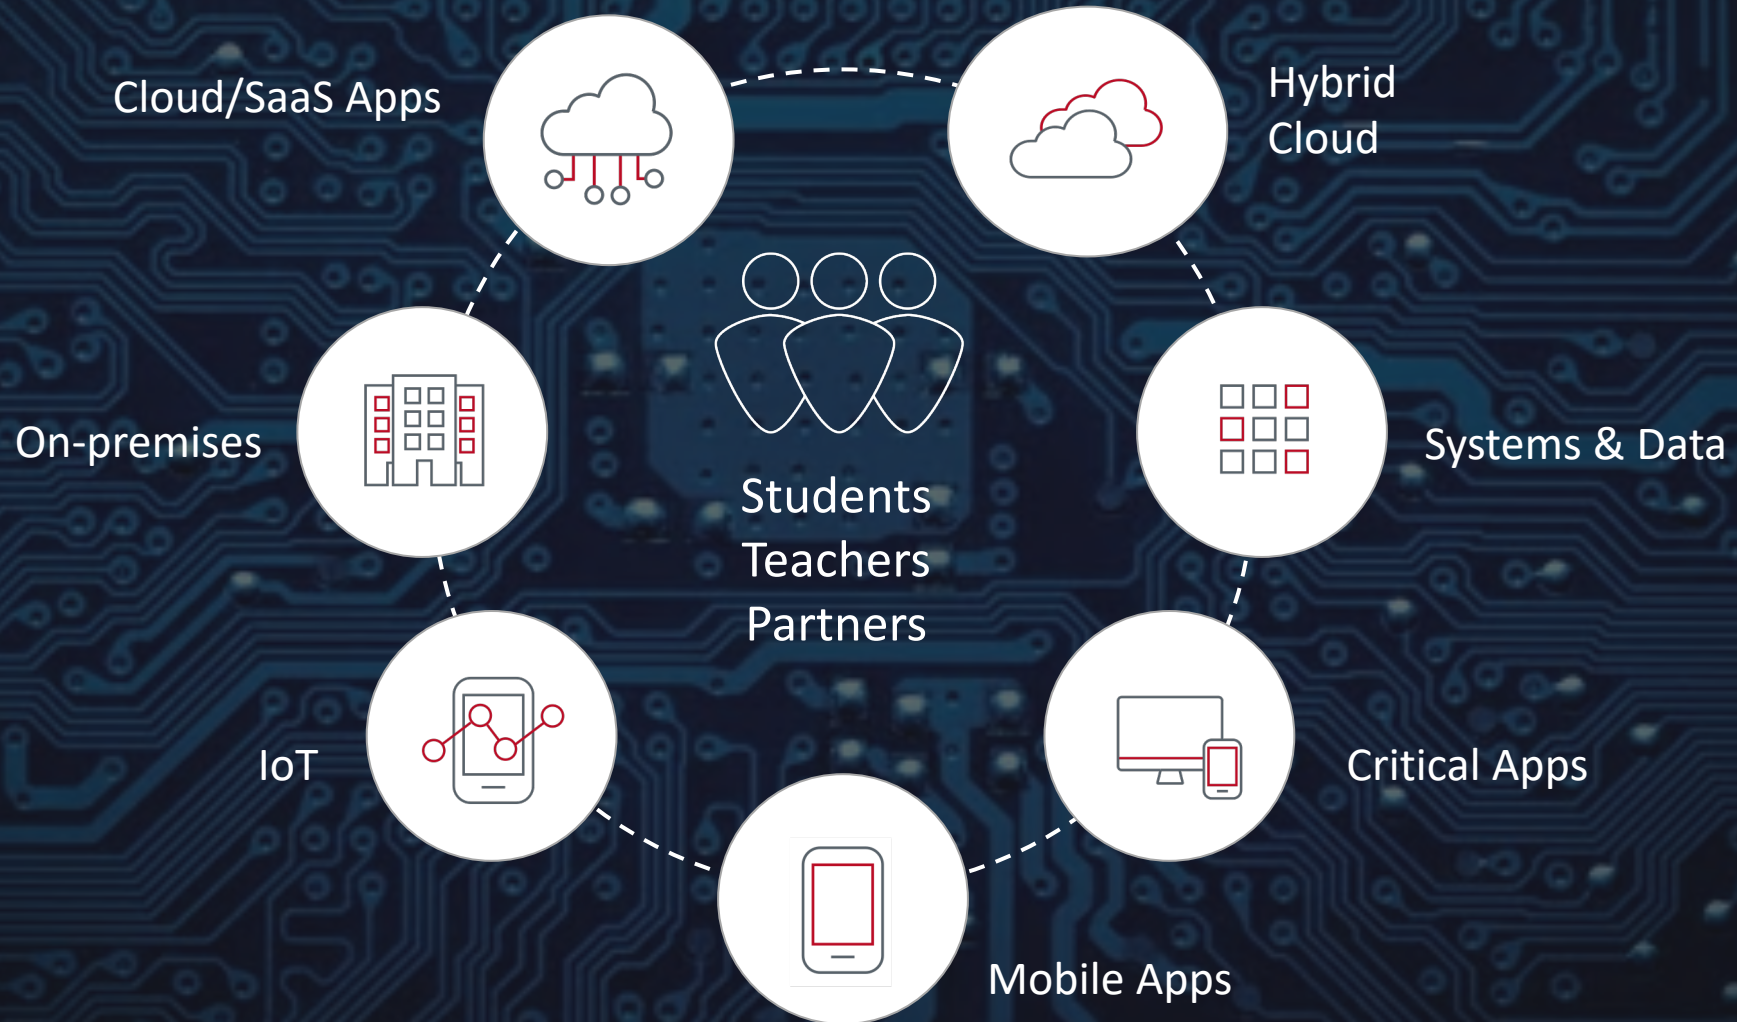 Cloud/SaaS Apps
Hybrid
Cloud
On-premises
Systems & Data
Students
Teachers
Partners
IoT
Critical Apps
Mobile Apps